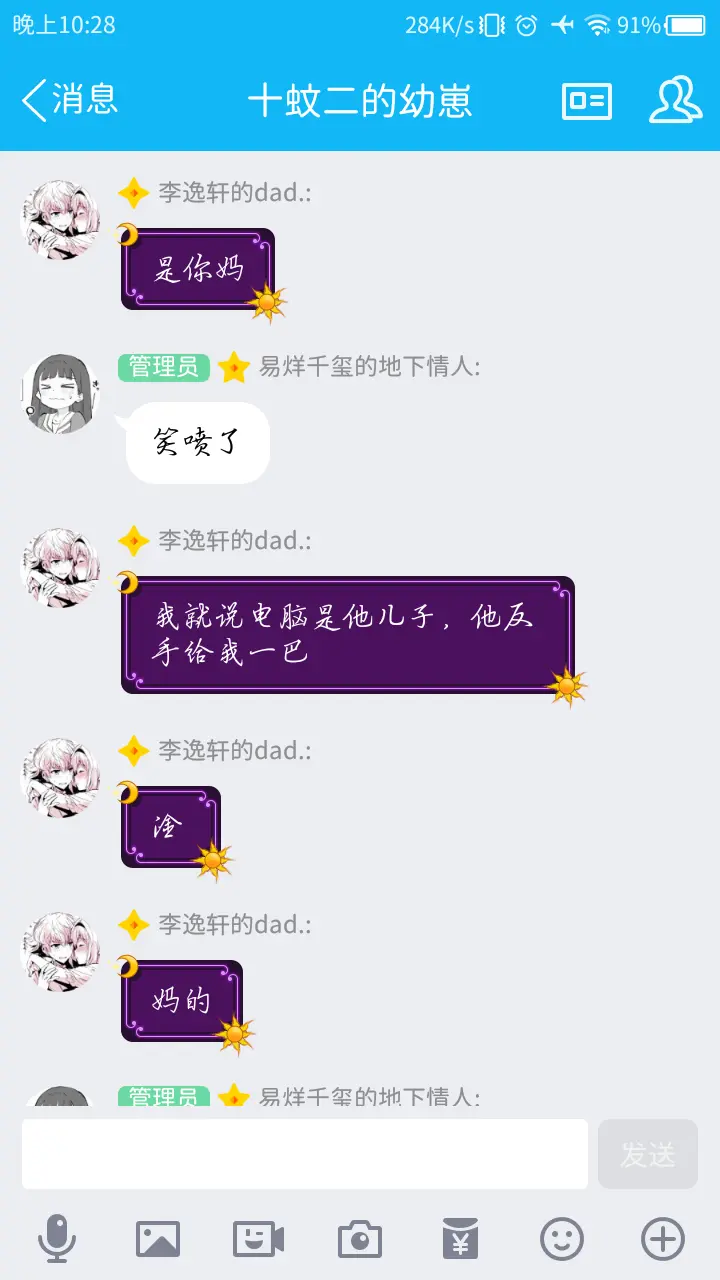 晚上10:28
284K/s
91%
消息
十蚊二的幼崽
李逸轩的dad.:
是你妈
管理员 易烊千玺的地下情人:
笑喷了
李逸轩的dad.:
我就说电脑是他儿子，他反
手给我一巴
李逸轩的dad.:
淦
李逸轩的dad.:
妈的
管理员 易烊千玺的地下情人:
发送